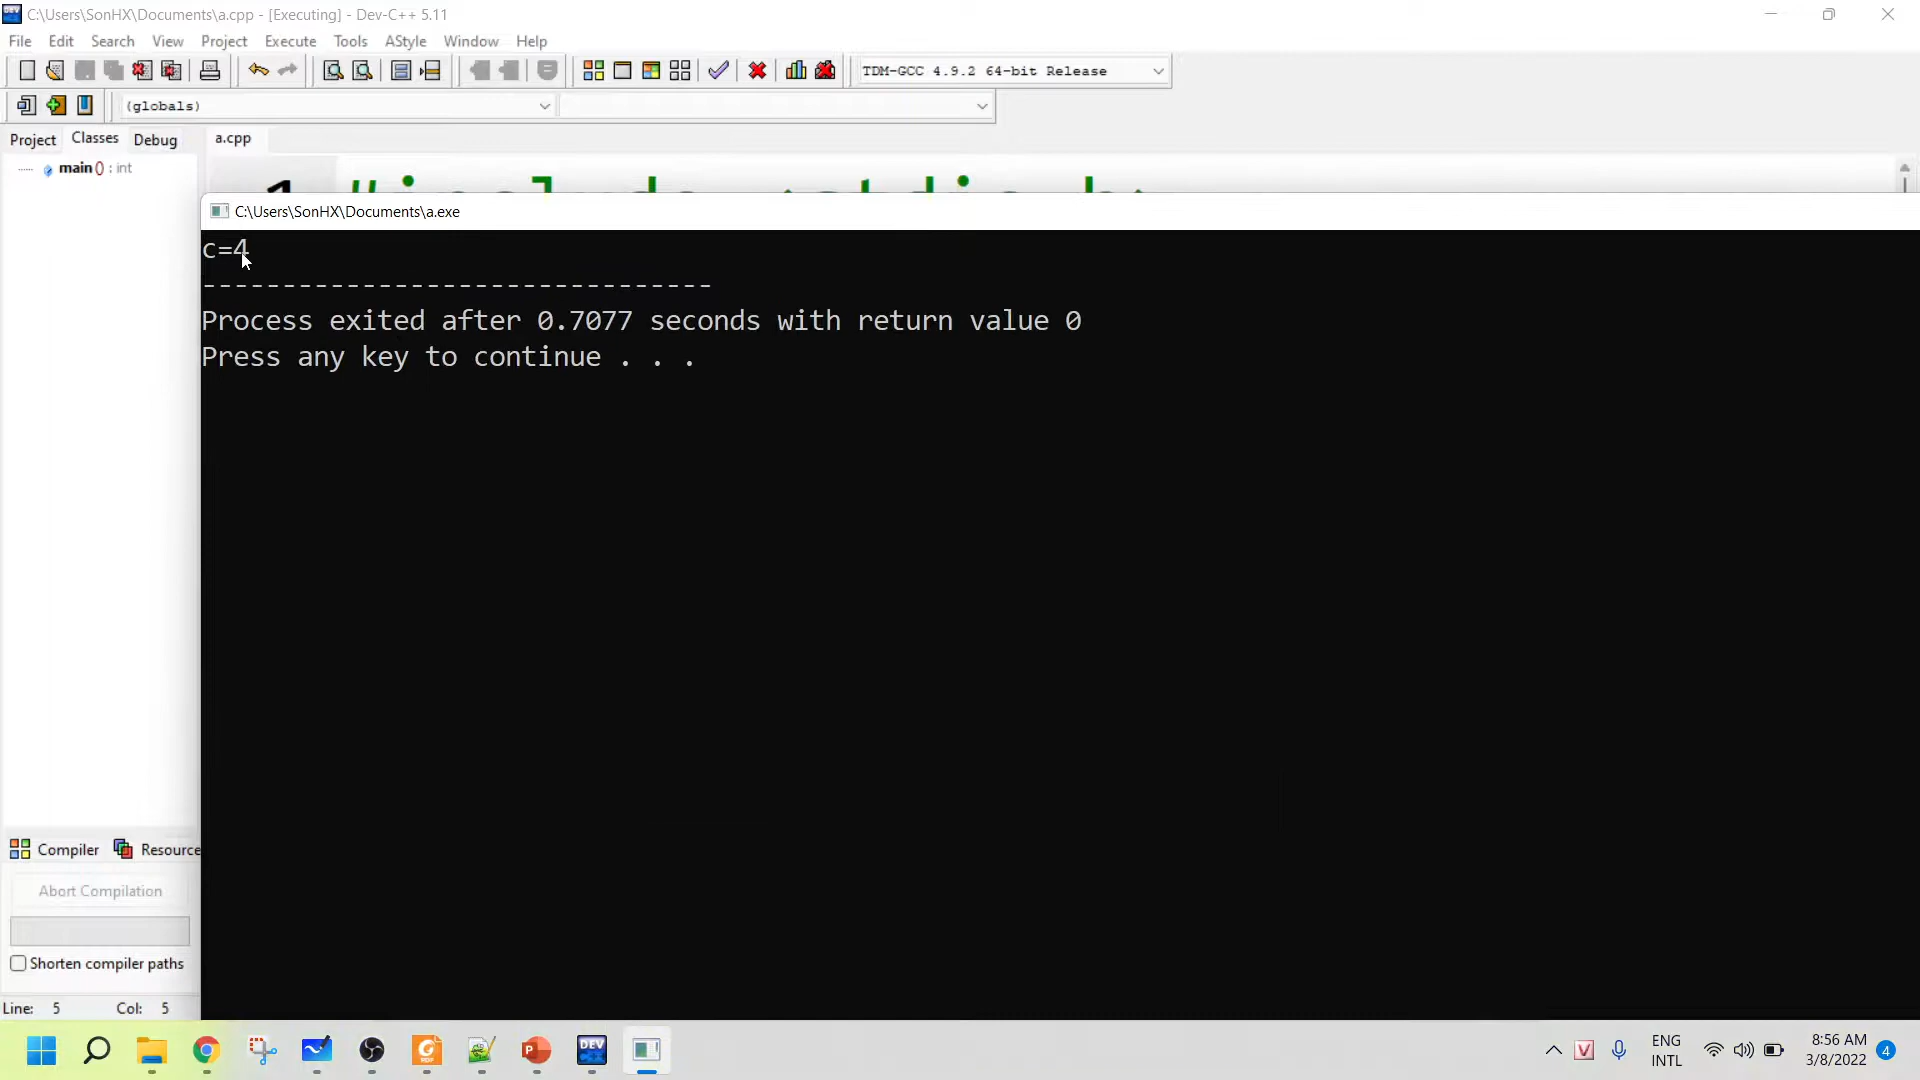 C:\Users\SonHX\Documents\a.cpp - [Executing] - Dev-C++ 5.11
File Edit Search View Project Execute Tools AStyle Window Help
TDM-GCC 4.9.2 64-bit Release
(globals)
Project Classes Debug
a.cpp
main () : int
C:\Users\SonHX\Documents\a.exe
c=4
--------------------------------
Process exited after 0.7077 seconds with return value 0
Press any key to continue . . .
Compiler Resource
Abort Compilation
Shorten compiler paths
Line: 5 Col: 5
DEV
P
V
ENG
INTL
8:56 AM
3/8/2022
4